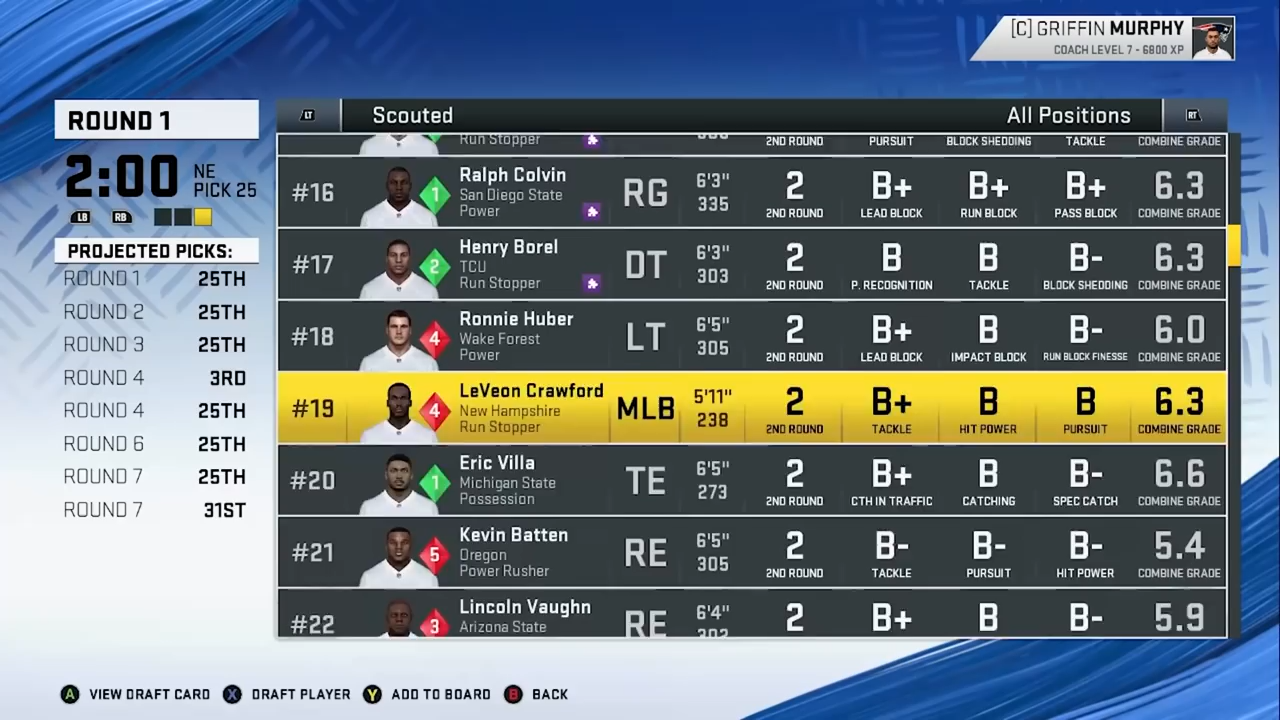 [C] GRIFFIN MURPHY
COACH LEVEL 7 - 6800 XP
ROUND 1
2:00 NE PICK 25
LB RB
PROJECTED PICKS:
ROUND 1 25TH
ROUND 2 25TH
ROUND 3 25TH
ROUND 4 3RD
ROUND 4 25TH
ROUND 6 25TH
ROUND 7 25TH
ROUND 7 31ST
LT Scouted All Positions RT
Run Stopper 2ND ROUND PURSUIT BLOCK SHEDDING TACKLE COMBINE GRADE
#16 1 Ralph Colvin RG 6'3" 2 B+ B+ B+ 6.3
San Diego State
Power 335 2ND ROUND LEAD BLOCK RUN BLOCK PASS BLOCK COMBINE GRADE
#17 2 Henry Borel DT 6'3" 2 B B B- 6.3
TCU
Run Stopper 303 2ND ROUND P. RECOGNITION TACKLE BLOCK SHEDDING COMBINE GRADE
#18 4 Ronnie Huber LT 6'5" 2 B+ B B- 6.0
Wake Forest
Power 305 2ND ROUND LEAD BLOCK IMPACT BLOCK RUN BLOCK FINESSE COMBINE GRADE
#19 4 LeVeon Crawford MLB 5'11" 2 B+ B B 6.3
New Hampshire
Run Stopper 238 2ND ROUND TACKLE HIT POWER PURSUIT COMBINE GRADE
#20 1 Eric Villa TE 6'5" 2 B+ B B- 6.6
Michigan State
Possession 273 2ND ROUND CTH IN TRAFFIC CATCHING SPEC CATCH COMBINE GRADE
#21 5 Kevin Batten RE 6'5" 2 B- B- B- 5.4
Oregon
Power Rusher 305 2ND ROUND TACKLE PURSUIT HIT POWER COMBINE GRADE
#22 3 Lincoln Vaughn RE 6'4" 2 B+ B B- 5.9
Arizona State
A VIEW DRAFT CARD X DRAFT PLAYER Y ADD TO BOARD B BACK